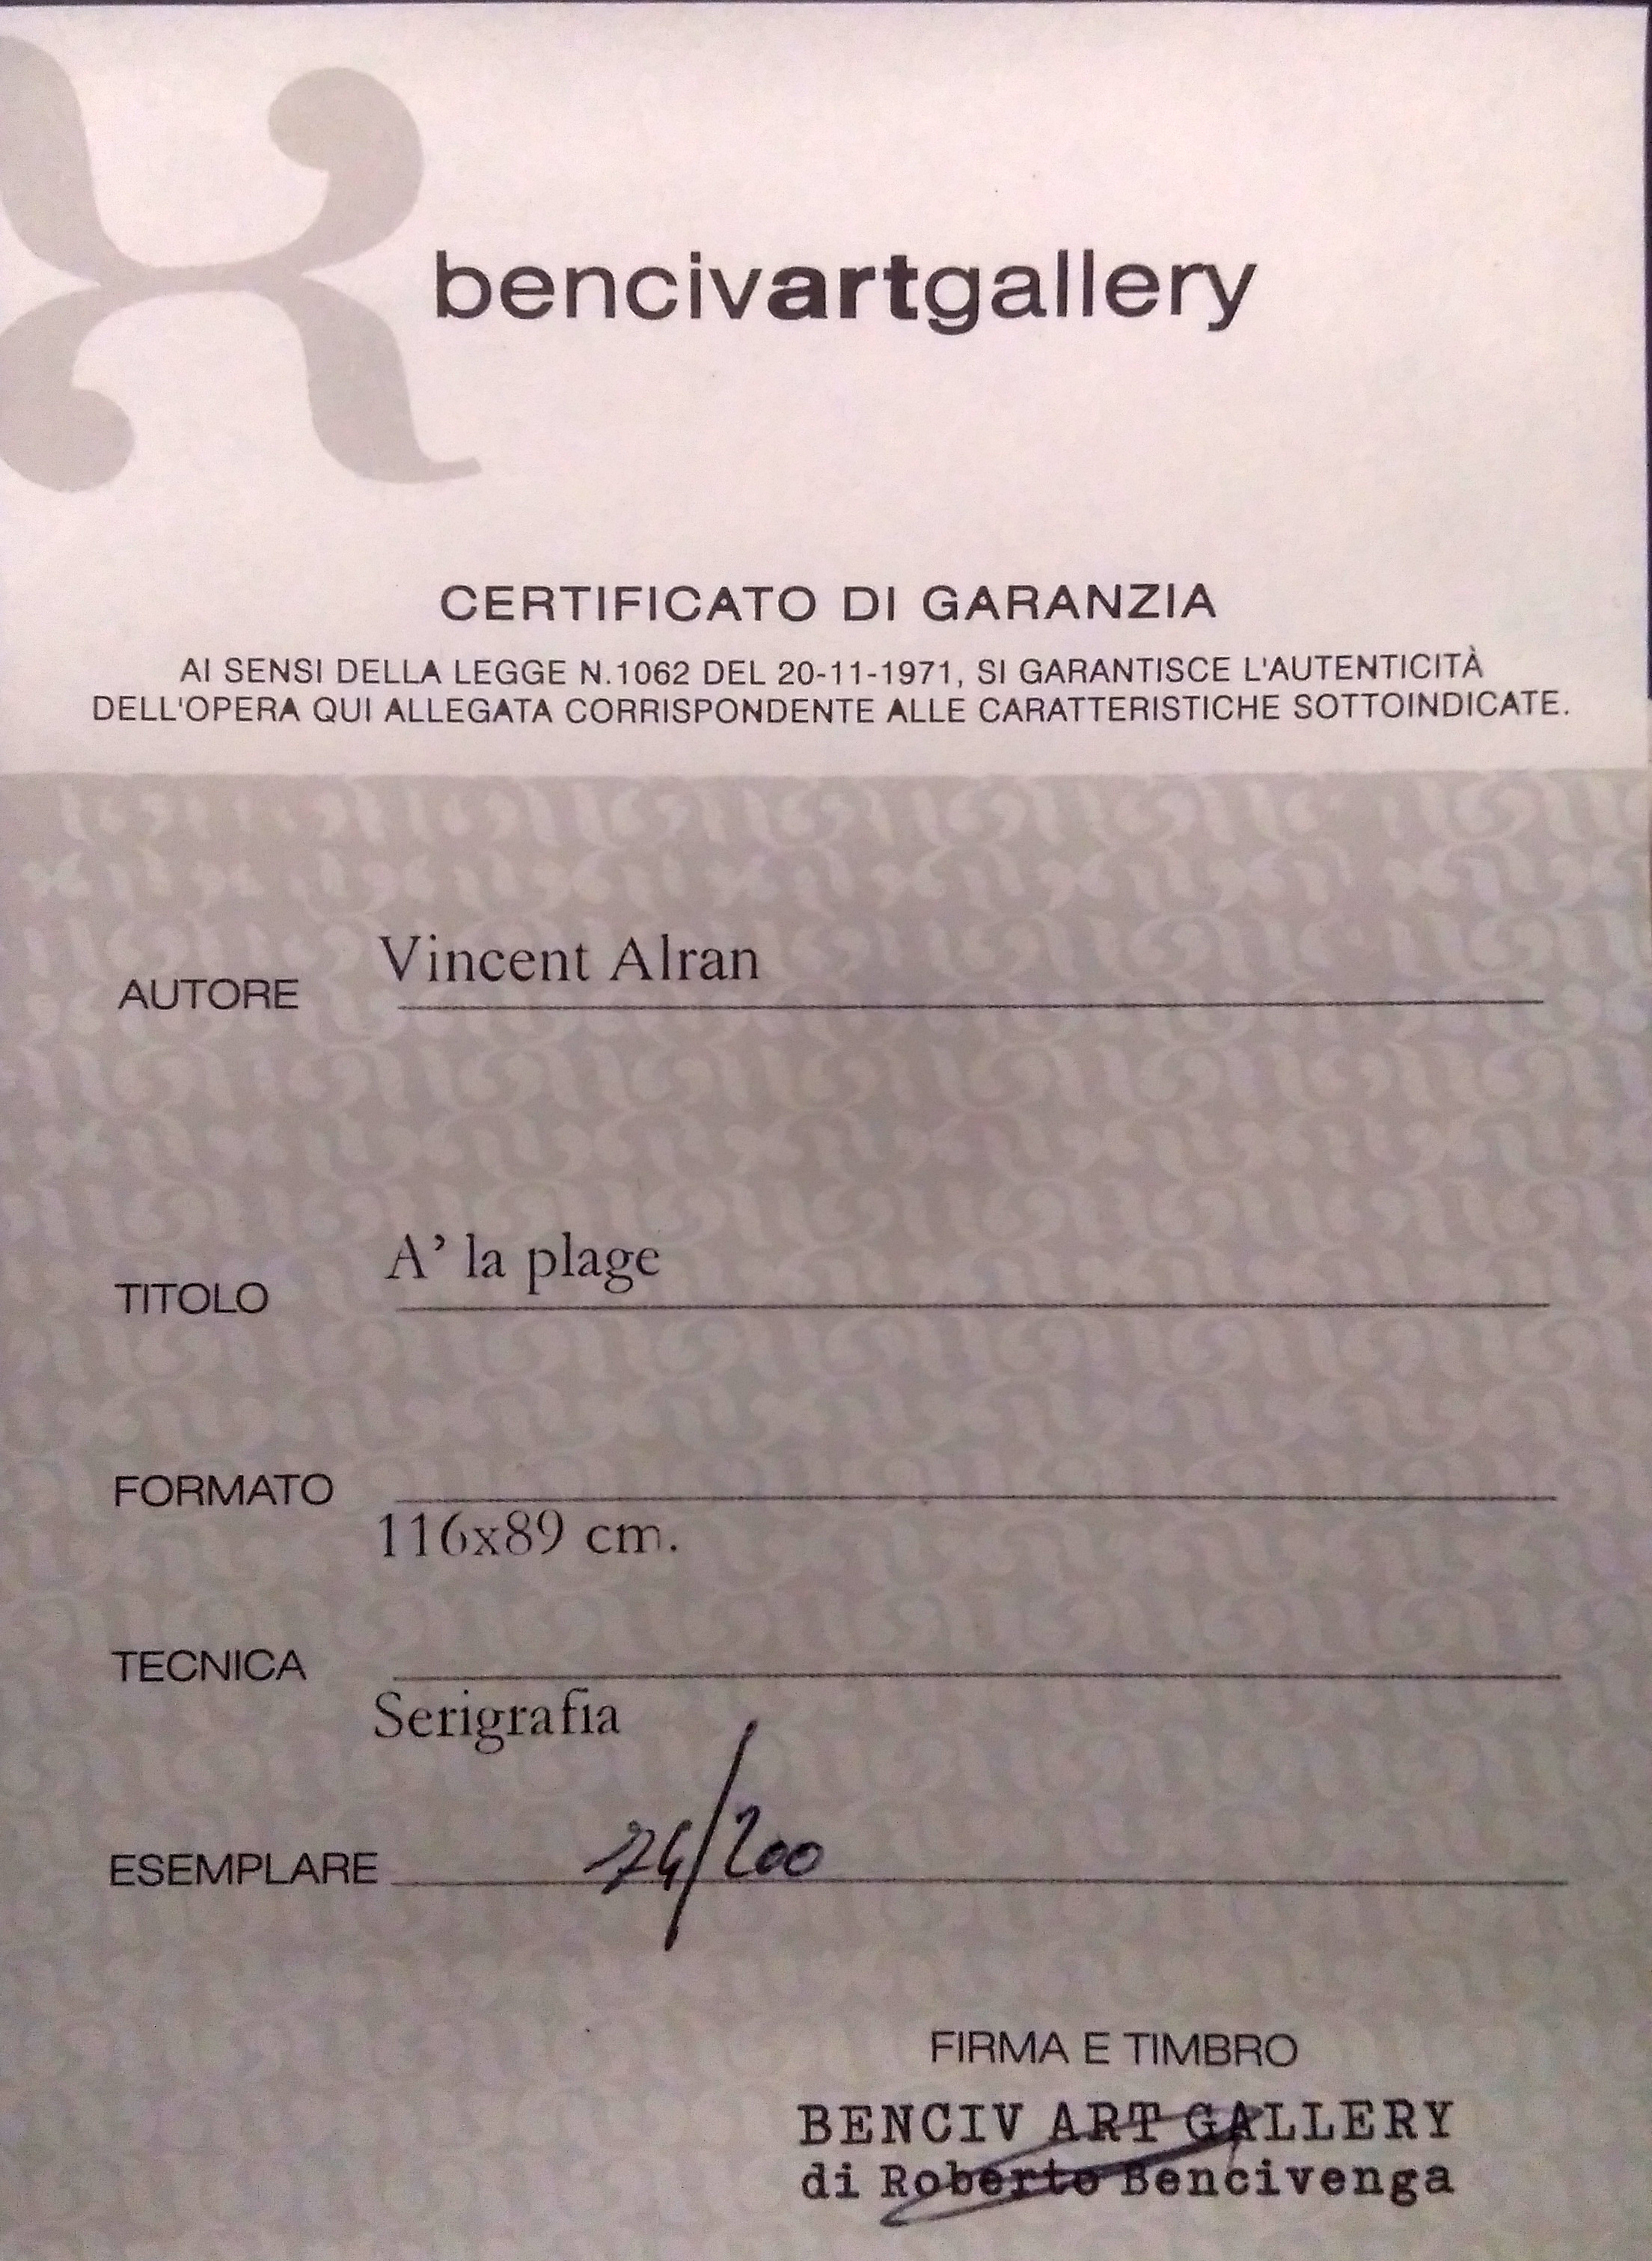 bencivartgallery
CERTIFICATO DI GARANZIA
AI SENSI DELLA LEGGE N.1062 DEL 20-11-1971, SI GARANTISCE L'AUTENTICITÀ
DELL'OPERA QUI ALLEGATA CORRISPONDENTE ALLE CARATTERISTICHE SOTTOINDICATE.
AUTORE Vincent Alran
TITOLO A' la plage
FORMATO
116x89 cm.
TECNICA
Serigrafia
ESEMPLARE 74/200
FIRMA E TIMBRO
BENCIV ART GALLERY
di Roberto Bencivenga